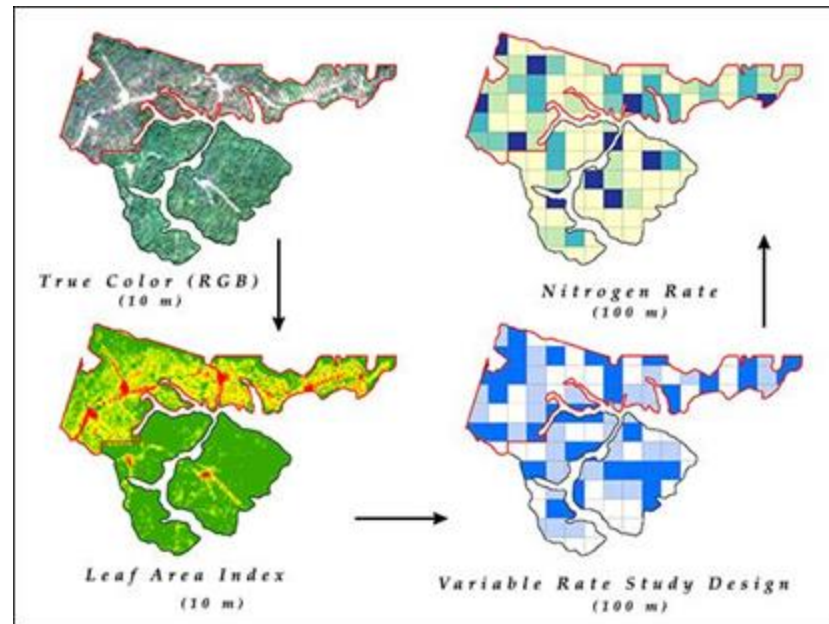 True Color (RGB)
(10 m)
Nitrogen Rate
(100 m)
Leaf Area Index
(10 m)
Variable Rate Study Design
(100 m)